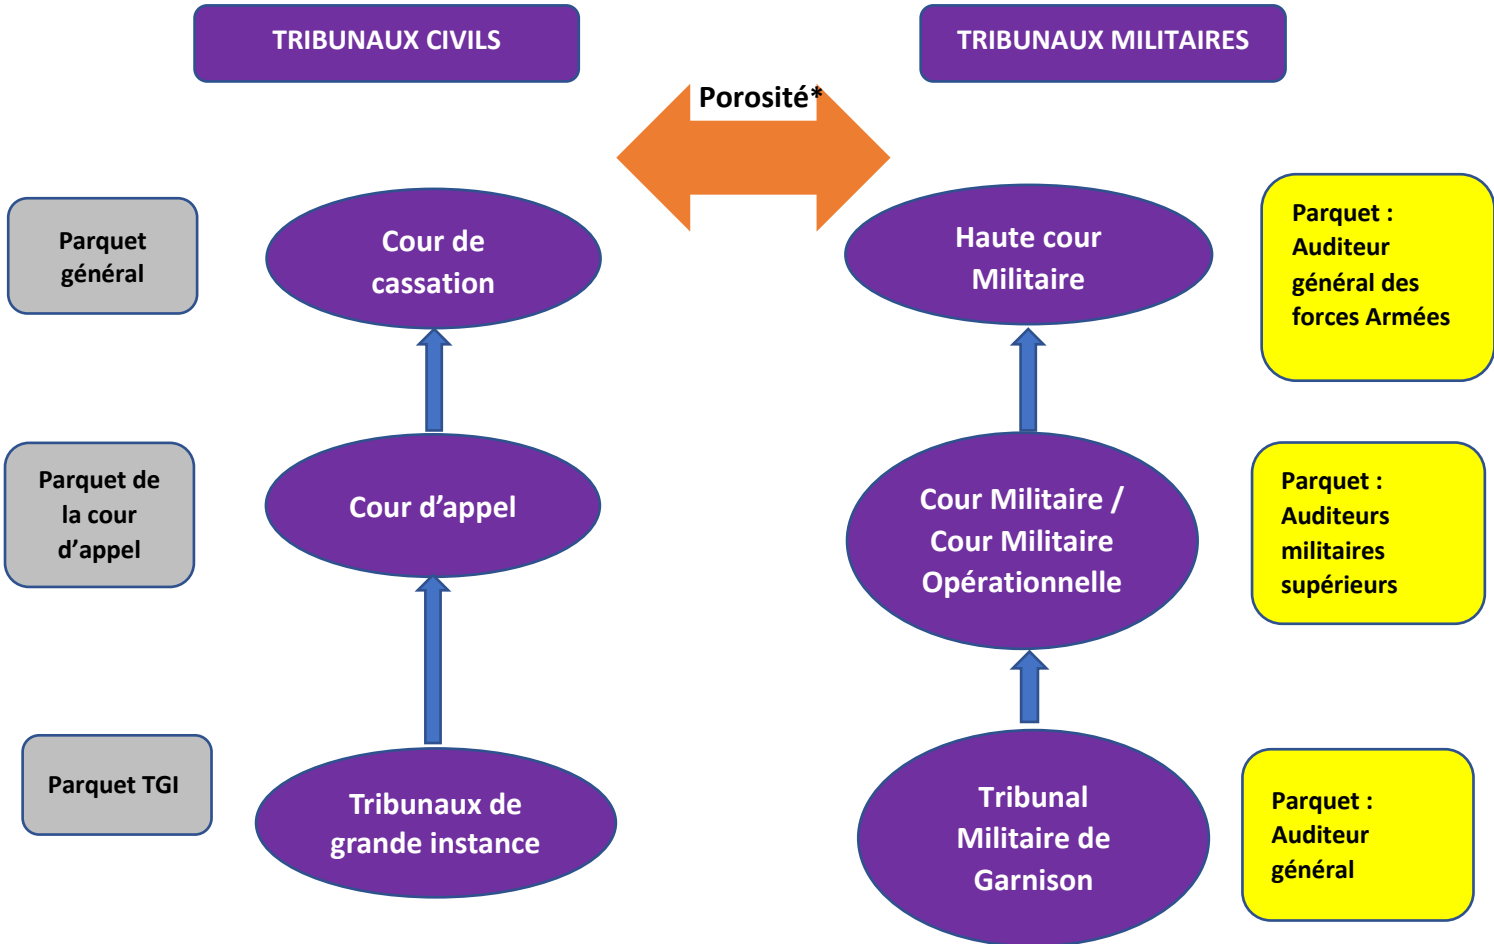 TRIBUNAUX CIVILS
TRIBUNAUX MILITAIRES
Porosité*
Parquet
général
Cour de
cassation
Haute cour
Militaire
Parquet :
Auditeur
général des
forces Armées
Parquet de
la cour
d’appel
Cour d’appel
Cour Militaire /
Cour Militaire
Opérationnelle
Parquet :
Auditeurs
militaires
supérieurs
Parquet TGI
Tribunaux de
grande instance
Tribunal
Militaire de
Garnison
Parquet :
Auditeur
général